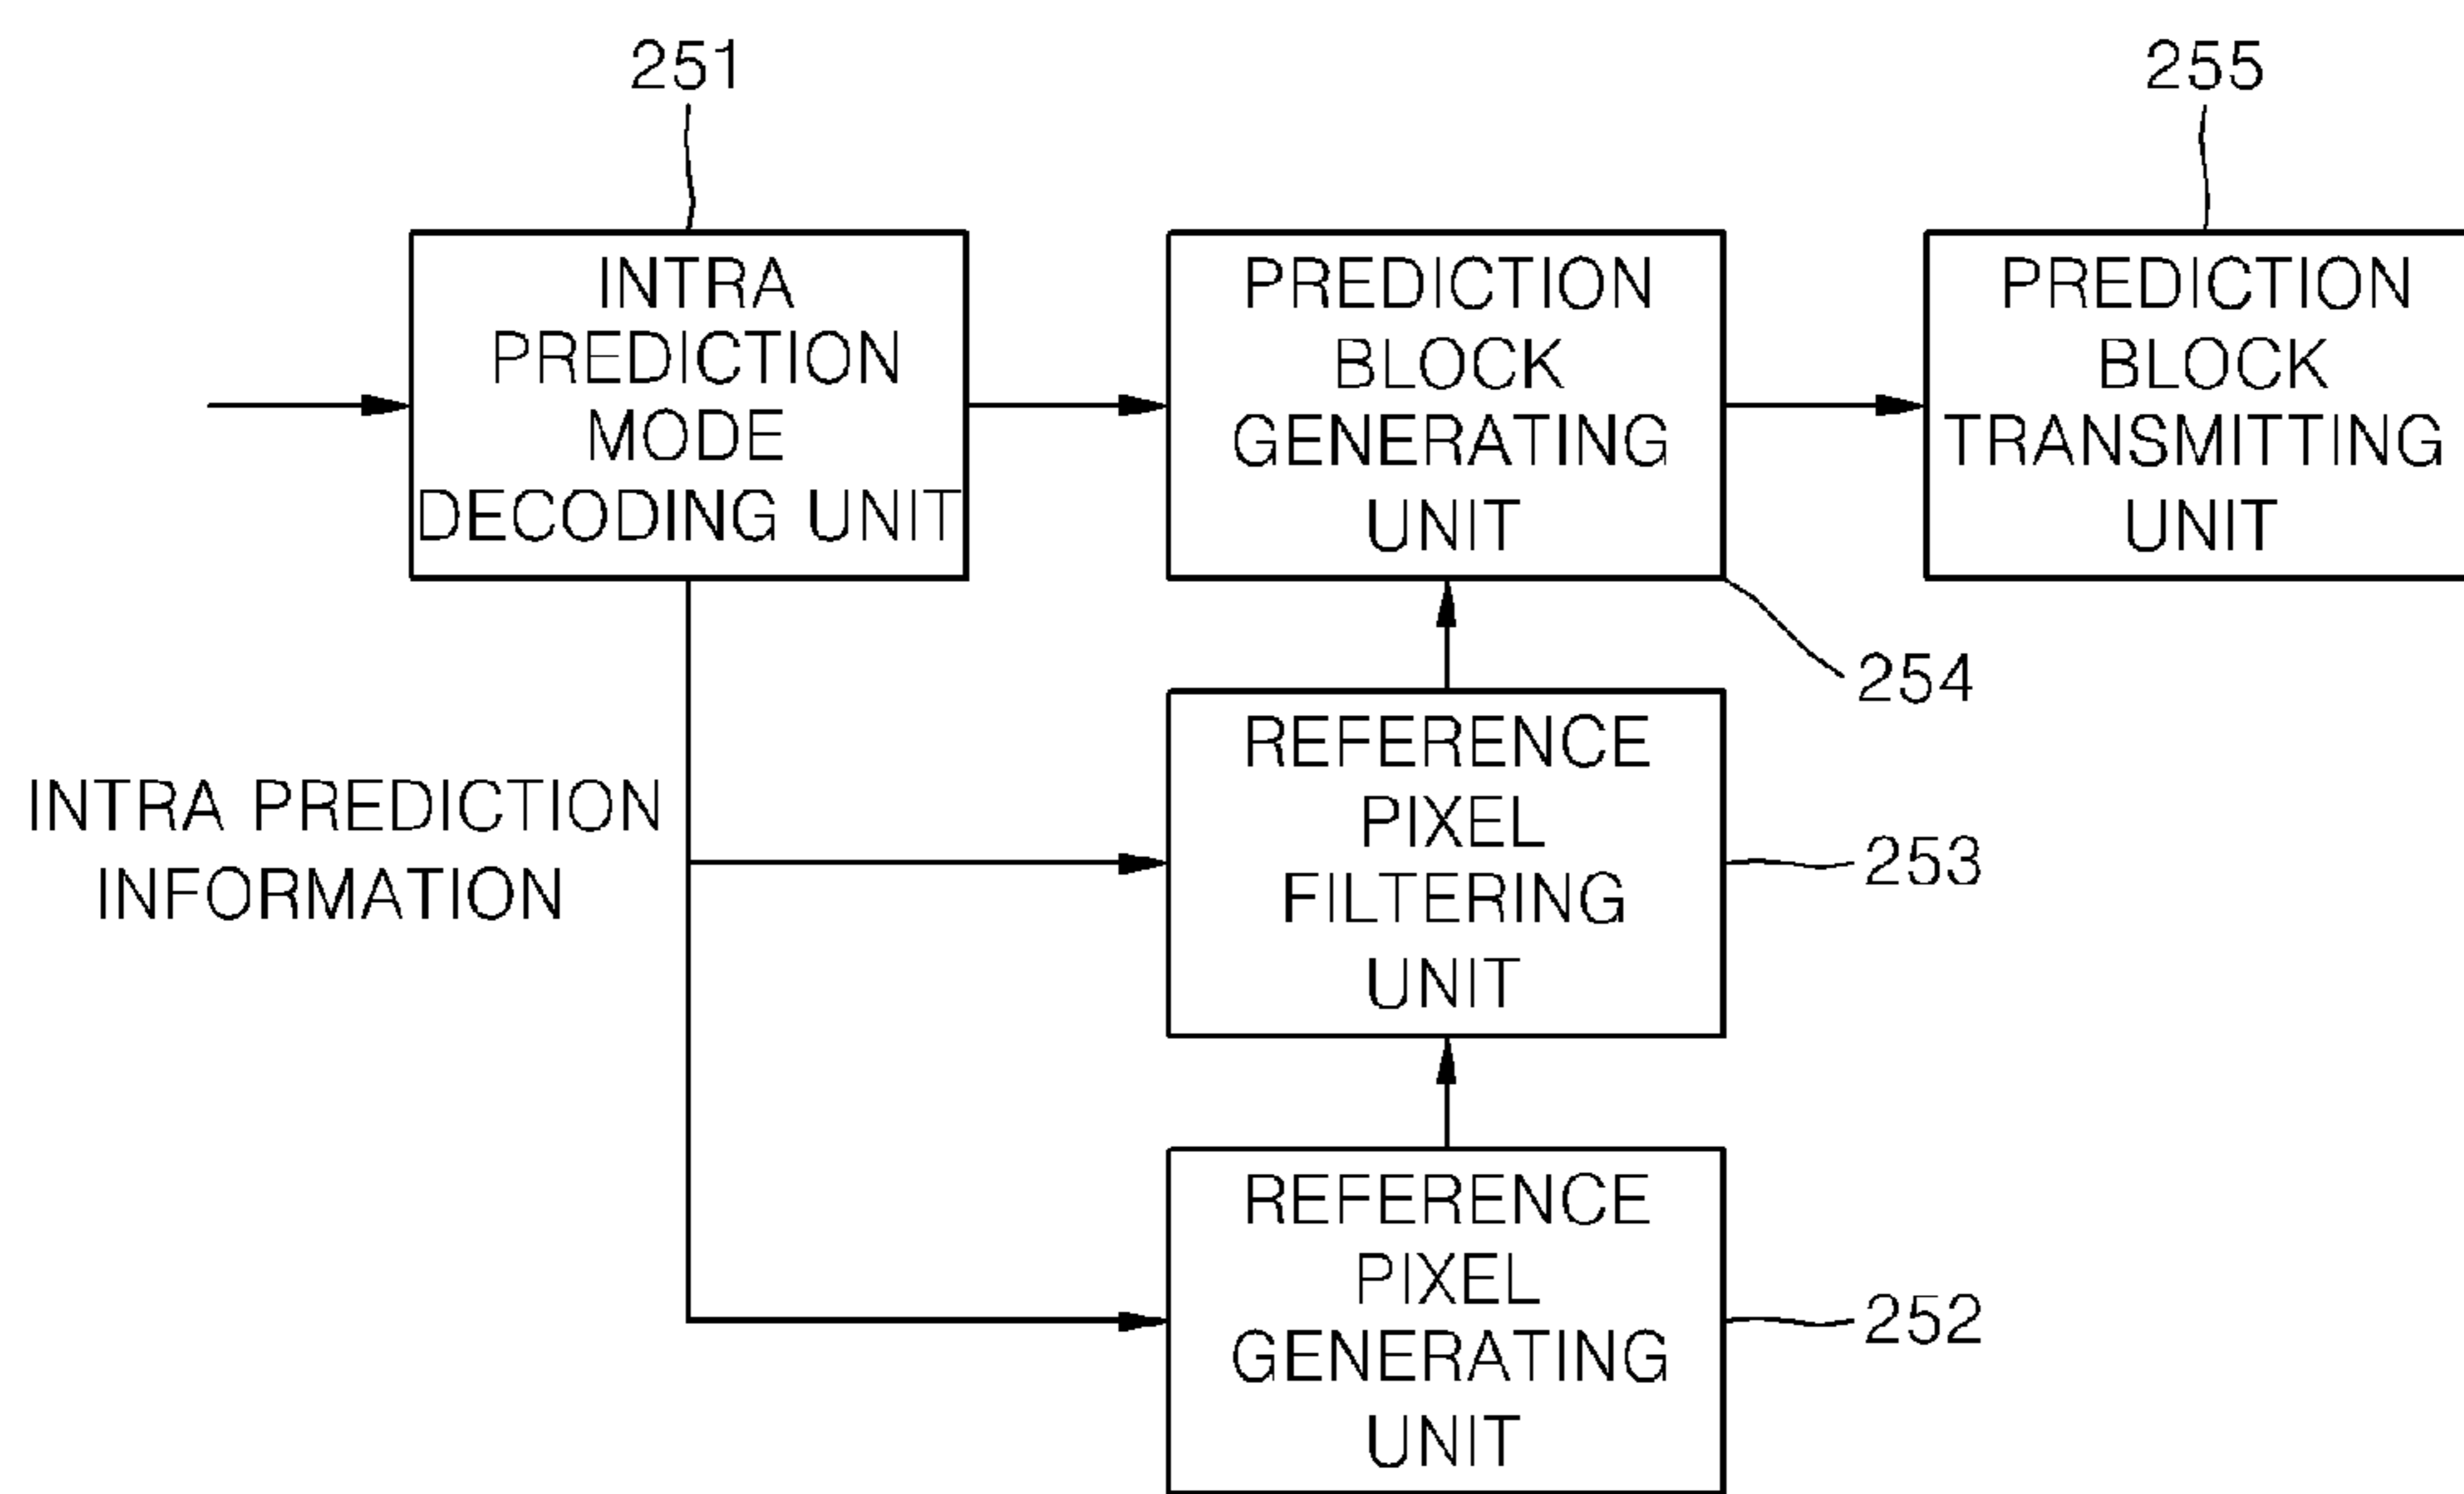 251
255
INTRA
PREDICTION
MODE
DECODING UNIT
PREDICTION
BLOCK
GENERATING
UNIT
PREDICTION
BLOCK
TRANSMITTING
UNIT
254
INTRA PREDICTION
INFORMATION
REFERENCE
PIXEL
FILTERING
UNIT
253
REFERENCE
PIXEL
GENERATING
UNIT
252